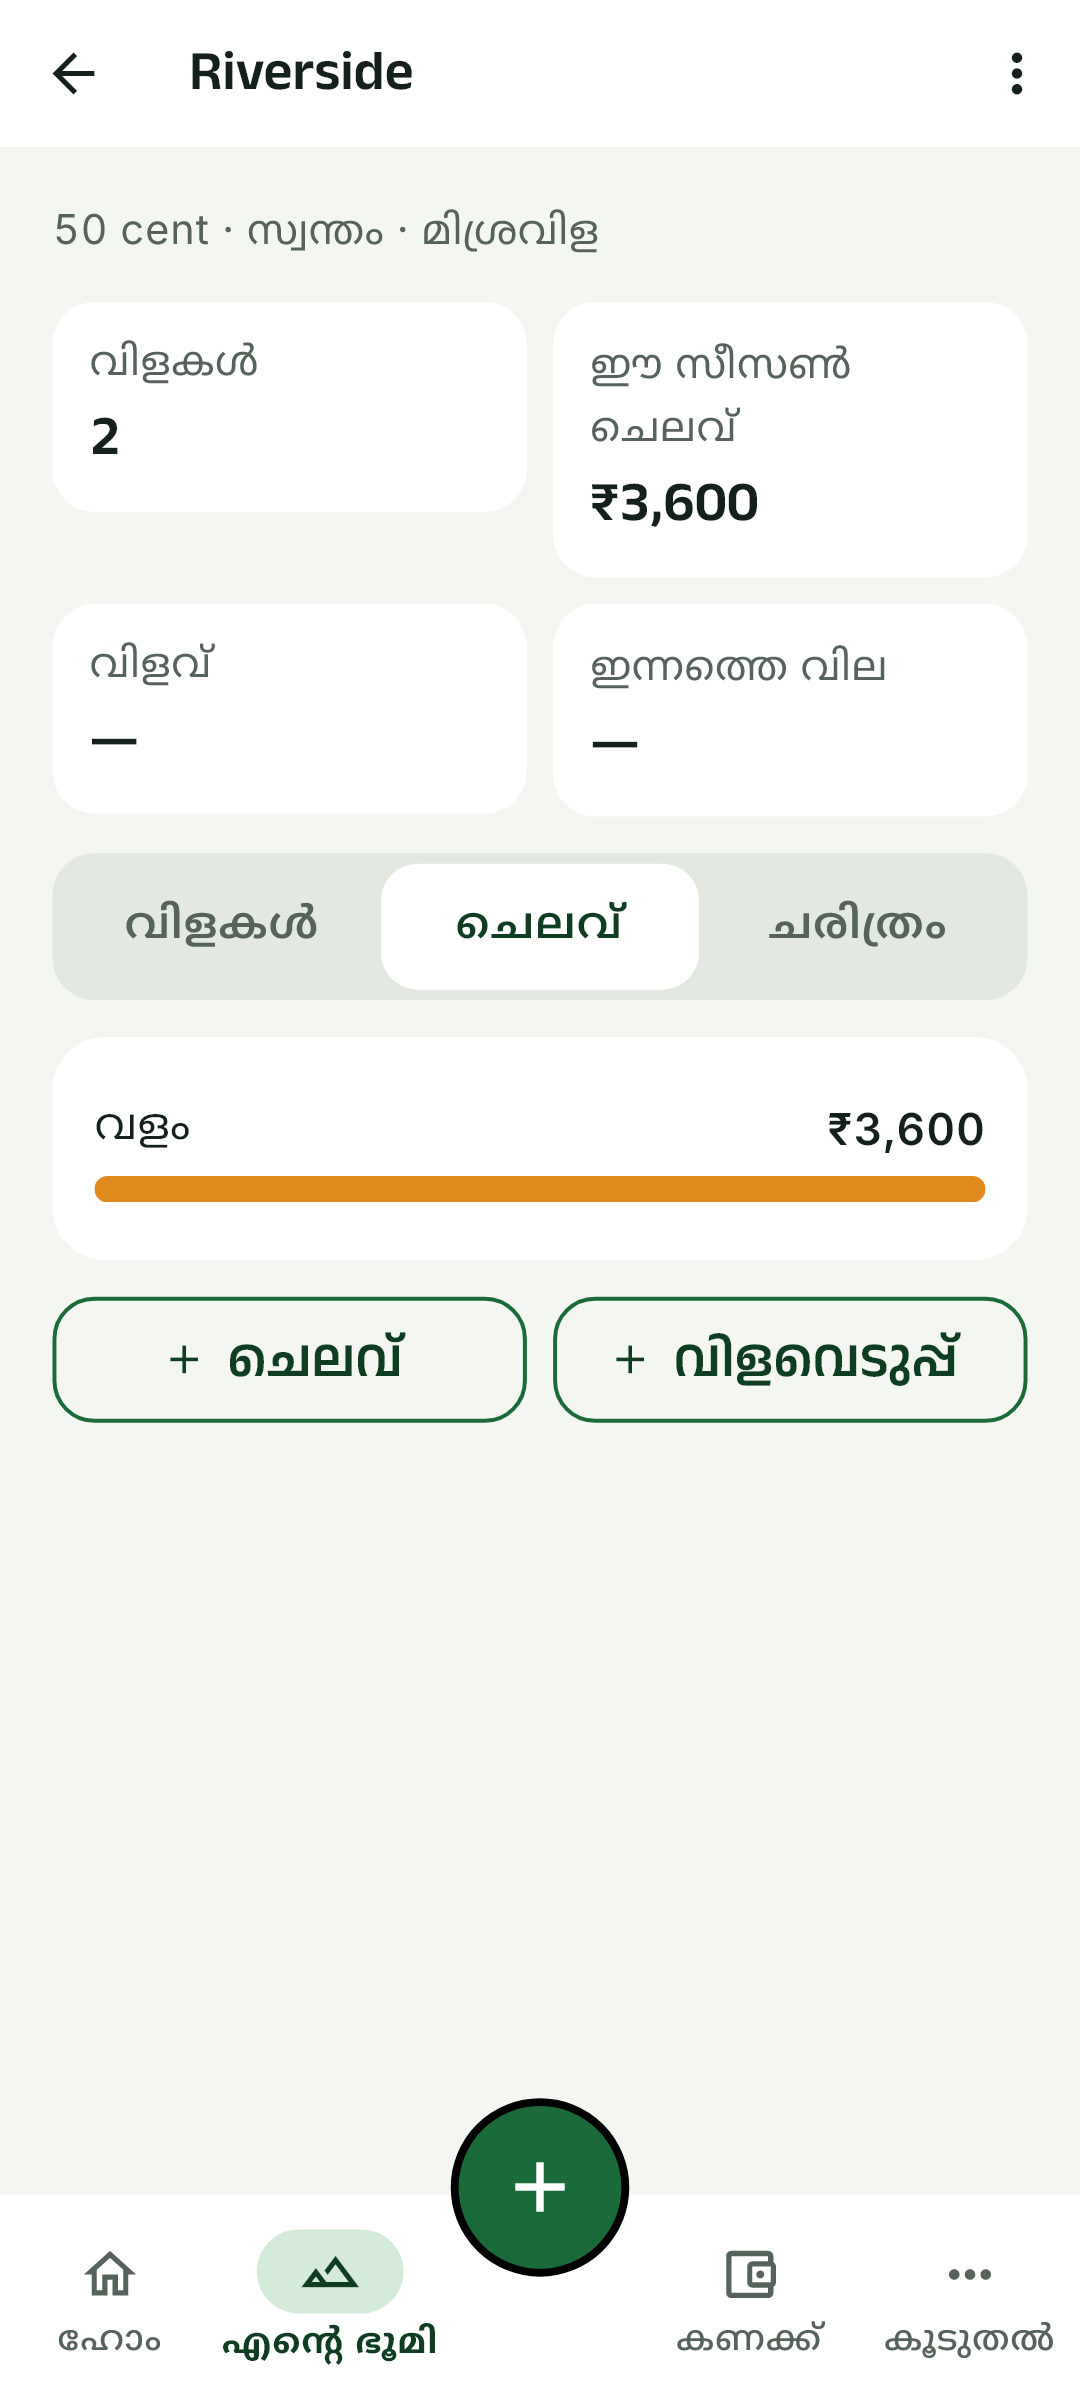 Riverside
50 cent · സ്വന്തം · മിശ്രവിള
വിളകൾ
2
ഈ സീസൺ
ചെലവ്
₹3,600
വിളവ്
—
ഇന്നത്തെ വില
—
വിളകൾ
ചെലവ്
ചരിത്രം
വളം
₹3,600
+ ചെലവ്
+ വിളവെടുപ്പ്
ഹോം
എന്റെ ഭൂമി
കണക്ക്
കൂടുതൽ